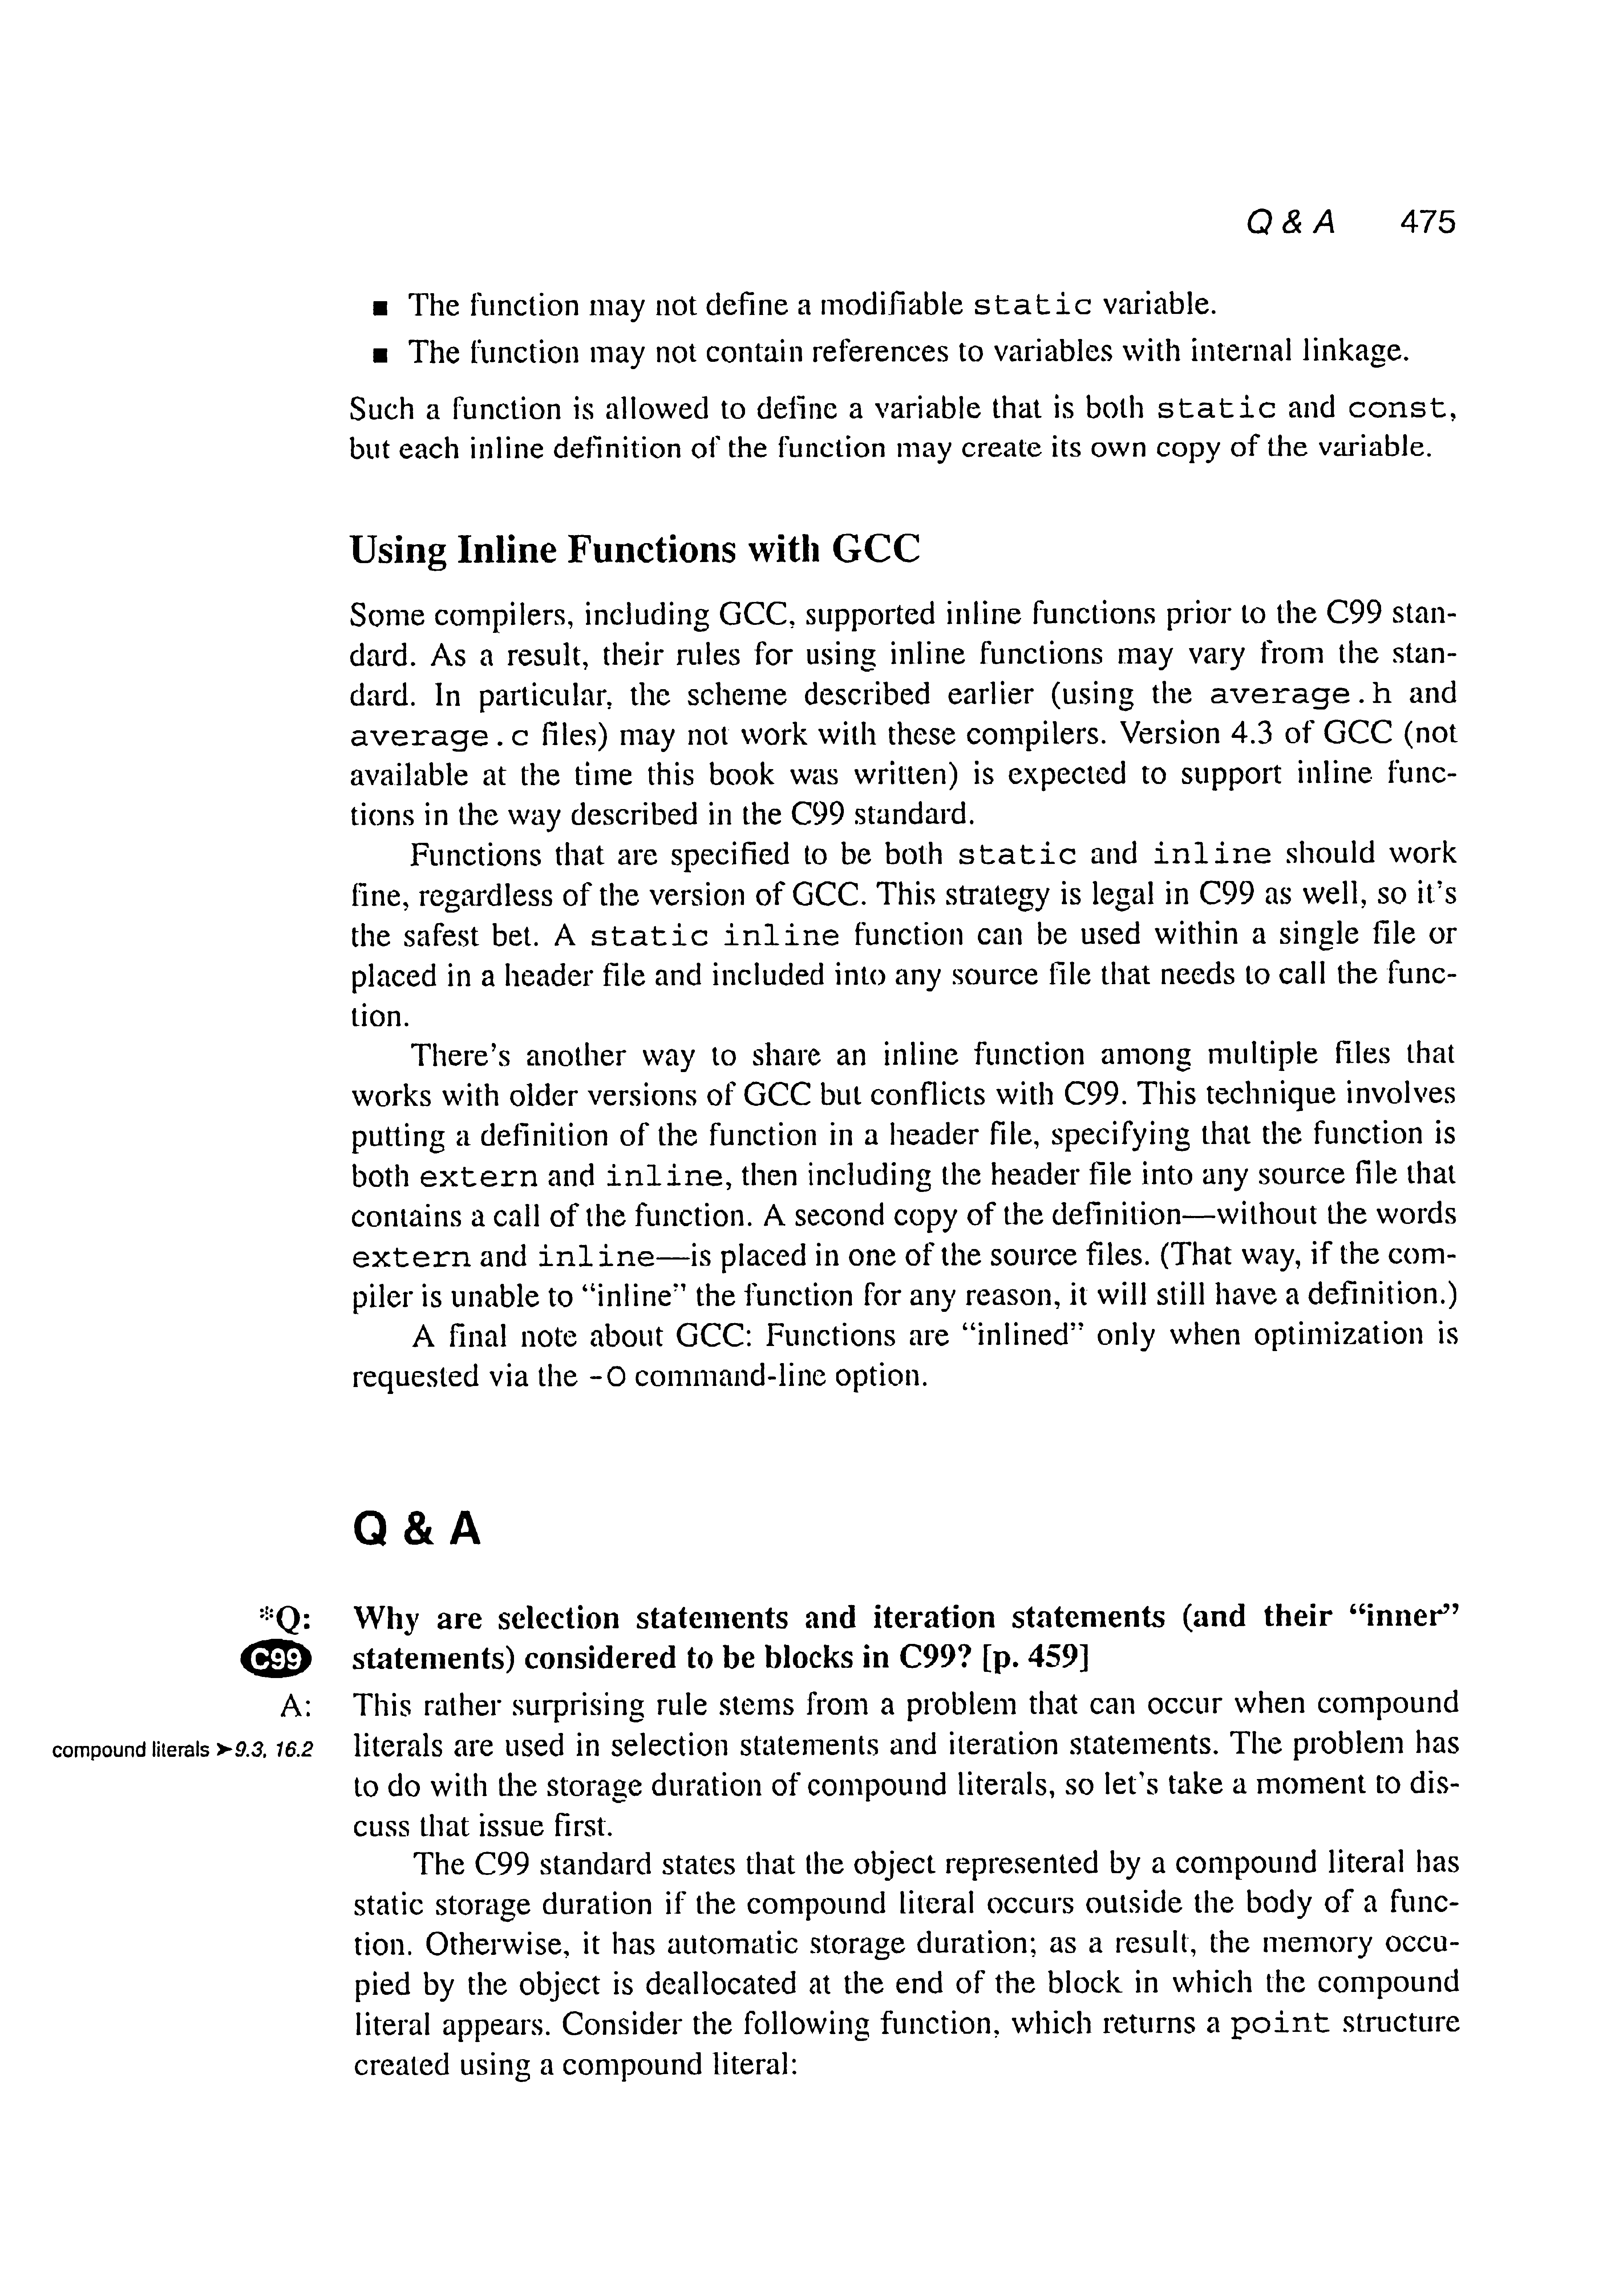 Q & A 475
■ The function may not define a modifiable static variable.
■ The function may not contain references to variables with internal linkage.
Such a function is allowed to define a variable that is both static and const,
but each inline definition of the function may create its own copy of the variable.
Using Inline Functions with GCC
Some compilers, including GCC, supported inline functions prior to the C99 stan-
dard. As a result, their rules for using inline functions may vary from the stan-
dard. In particular, the scheme described earlier (using the average.h and
average.c files) may not work with these compilers. Version 4.3 of GCC (not
available at the time this book was written) is expected to support inline func-
tions in the way described in the C99 standard.
Functions that are specified to be both static and inline should work
fine, regardless of the version of GCC. This strategy is legal in C99 as well, so it's
the safest bet. A static inline function can be used within a single file or
placed in a header file and included into any source file that needs to call the func-
tion.
There's another way to share an inline function among multiple files that
works with older versions of GCC but conflicts with C99. This technique involves
putting a definition of the function in a header file, specifying that the function is
both extern and inline, then including the header file into any source file that
contains a call of the function. A second copy of the definition—without the words
extern and inline—is placed in one of the source files. (That way, if the com-
piler is unable to “inline” the function for any reason, it will still have a definition.)
A final note about GCC: Functions are “inlined” only when optimization is
requested via the -O command-line option.
Q & A
*Q: Why are selection statements and iteration statements (and their “inner”
C99 statements) considered to be blocks in C99? [p. 459]
A: This rather surprising rule stems from a problem that can occur when compound
compound literals ➤9.3, 16.2 literals are used in selection statements and iteration statements. The problem has
to do with the storage duration of compound literals, so let's take a moment to dis-
cuss that issue first.
The C99 standard states that the object represented by a compound literal has
static storage duration if the compound literal occurs outside the body of a func-
tion. Otherwise, it has automatic storage duration; as a result, the memory occu-
pied by the object is deallocated at the end of the block in which the compound
literal appears. Consider the following function, which returns a point structure
created using a compound literal: